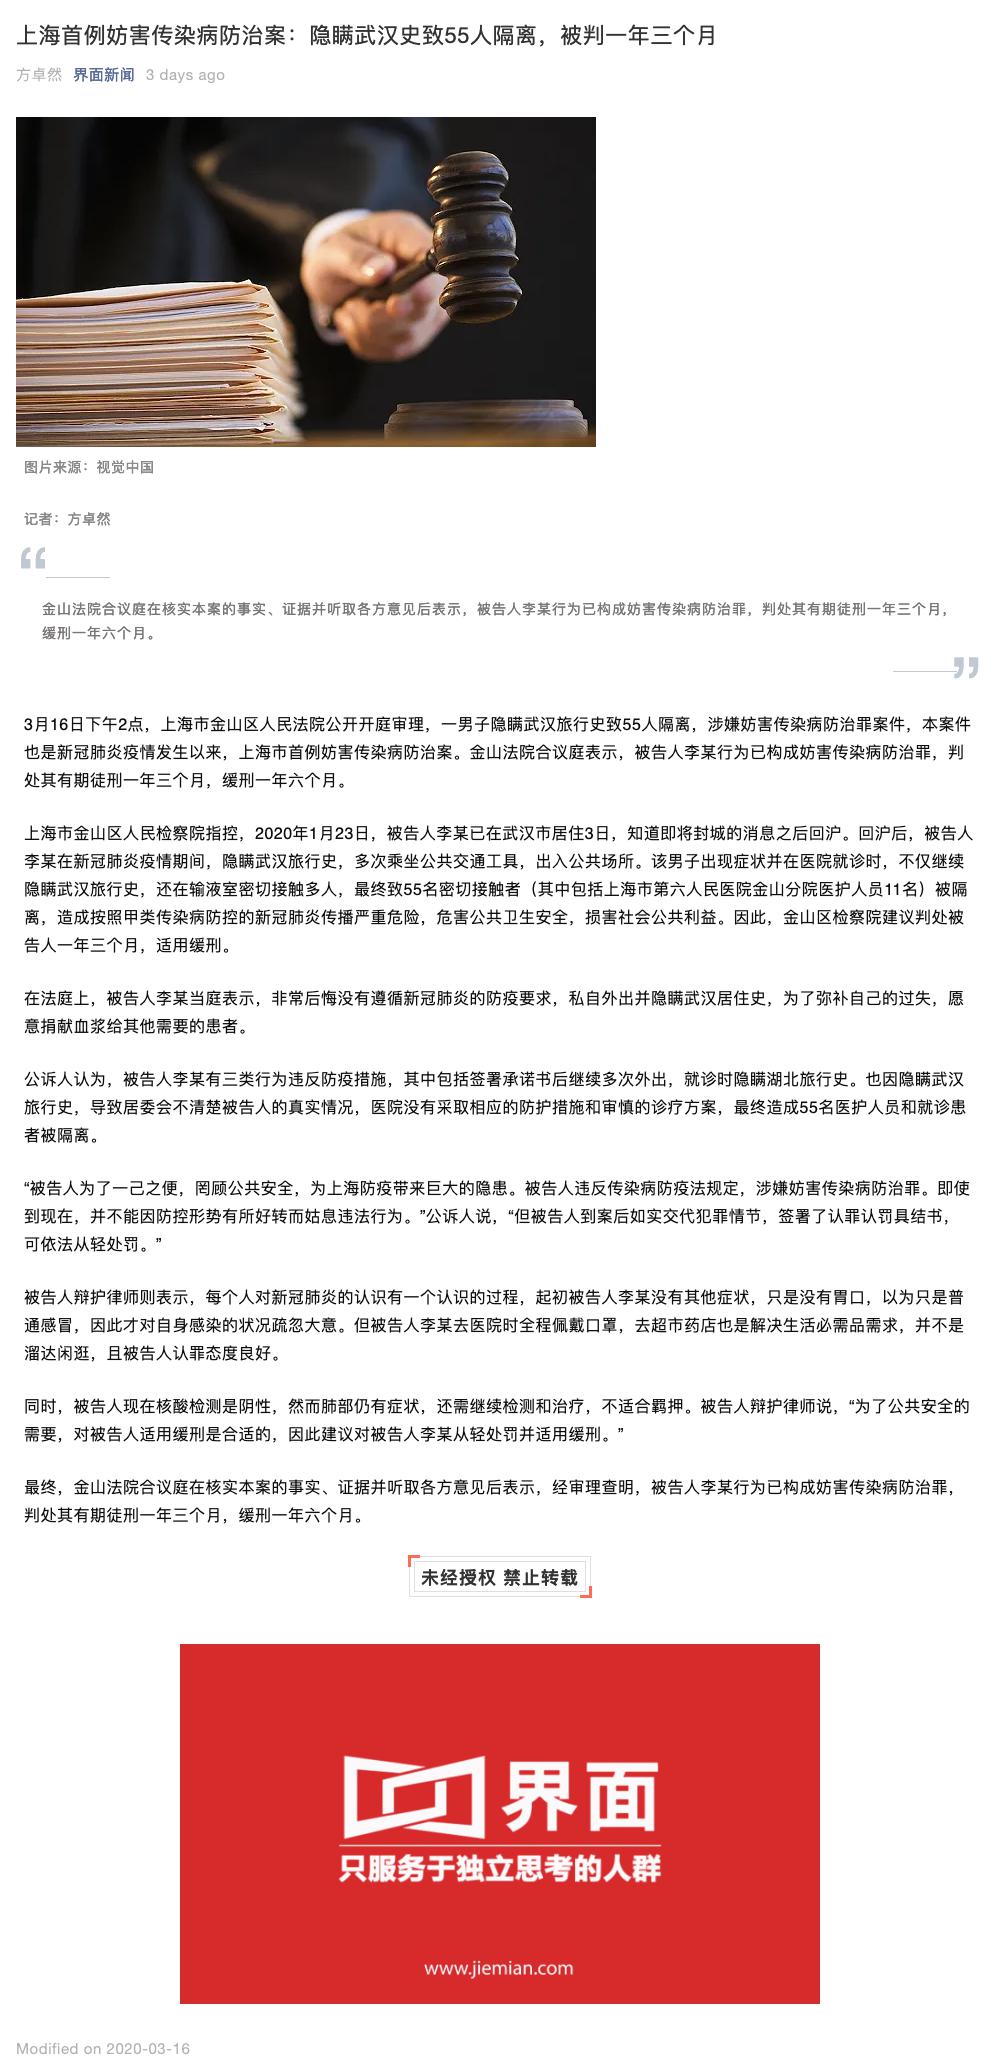 上海首例妨害传染病防治案：隐瞒武汉史致55人隔离，被判一年三个月
方卓然 界面新闻 3 days ago
图片来源：视觉中国
记者：方卓然
“
金山法院合议庭在核实本案的事实、证据并听取各方意见后表示，被告人李某行为已构成妨害传染病防治罪，判处其有期徒刑一年三个月，
缓刑一年六个月。
”
3月16日下午2点，上海市金山区人民法院公开开庭审理，一男子隐瞒武汉旅行史致55人隔离，涉嫌妨害传染病防治罪案件，本案件
也是新冠肺炎疫情发生以来，上海市首例妨害传染病防治案。金山法院合议庭表示，被告人李某行为已构成妨害传染病防治罪，判
处其有期徒刑一年三个月，缓刑一年六个月。
上海市金山区人民检察院指控，2020年1月23日，被告人李某已在武汉市居住3日，知道即将封城的消息之后回沪。回沪后，被告人
李某在新冠肺炎疫情期间，隐瞒武汉旅行史，多次乘坐公共交通工具，出入公共场所。该男子出现症状并在医院就诊时，不仅继续
隐瞒武汉旅行史，还在输液室密切接触多人，最终致55名密切接触者（其中包括上海市第六人民医院金山分院医护人员11名）被隔
离，造成按照甲类传染病防控的新冠肺炎传播严重危险，危害公共卫生安全，损害社会公共利益。因此，金山区检察院建议判处被
告人一年三个月，适用缓刑。
在法庭上，被告人李某当庭表示，非常后悔没有遵循新冠肺炎的防疫要求，私自外出并隐瞒武汉居住史，为了弥补自己的过失，愿
意捐献血浆给其他需要的患者。
公诉人认为，被告人李某有三类行为违反防疫措施，其中包括签署承诺书后继续多次外出，就诊时隐瞒湖北旅行史。也因隐瞒武汉
旅行史，导致居委会不清楚被告人的真实情况，医院没有采取相应的防护措施和审慎的诊疗方案，最终造成55名医护人员和就诊患
者被隔离。
“被告人为了一己之便，罔顾公共安全，为上海防疫带来巨大的隐患。被告人违反传染病防疫法规定，涉嫌妨害传染病防治罪。即使
到现在，并不能因防控形势有所好转而姑息违法行为。”公诉人说，“但被告人到案后如实交代犯罪情节，签署了认罪认罚具结书，
可依法从轻处罚。”
被告人辩护律师则表示，每个人对新冠肺炎的认识有一个认识的过程，起初被告人李某没有其他症状，只是没有胃口，以为只是普
通感冒，因此才对自身感染的状况疏忽大意。但被告人李某去医院时全程佩戴口罩，去超市药店也是解决生活必需品需求，并不是
溜达闲逛，且被告人认罪态度良好。
同时，被告人现在核酸检测是阴性，然而肺部仍有症状，还需继续检测和治疗，不适合羁押。被告人辩护律师说，“为了公共安全的
需要，对被告人适用缓刑是合适的，因此建议对被告人李某从轻处罚并适用缓刑。”
最终，金山法院合议庭在核实本案的事实、证据并听取各方意见后表示，经审理查明，被告人李某行为已构成妨害传染病防治罪，
判处其有期徒刑一年三个月，缓刑一年六个月。
未经授权 禁止转载
界面
只服务于独立思考的人群
www.jiemian.com
Modified on 2020-03-16